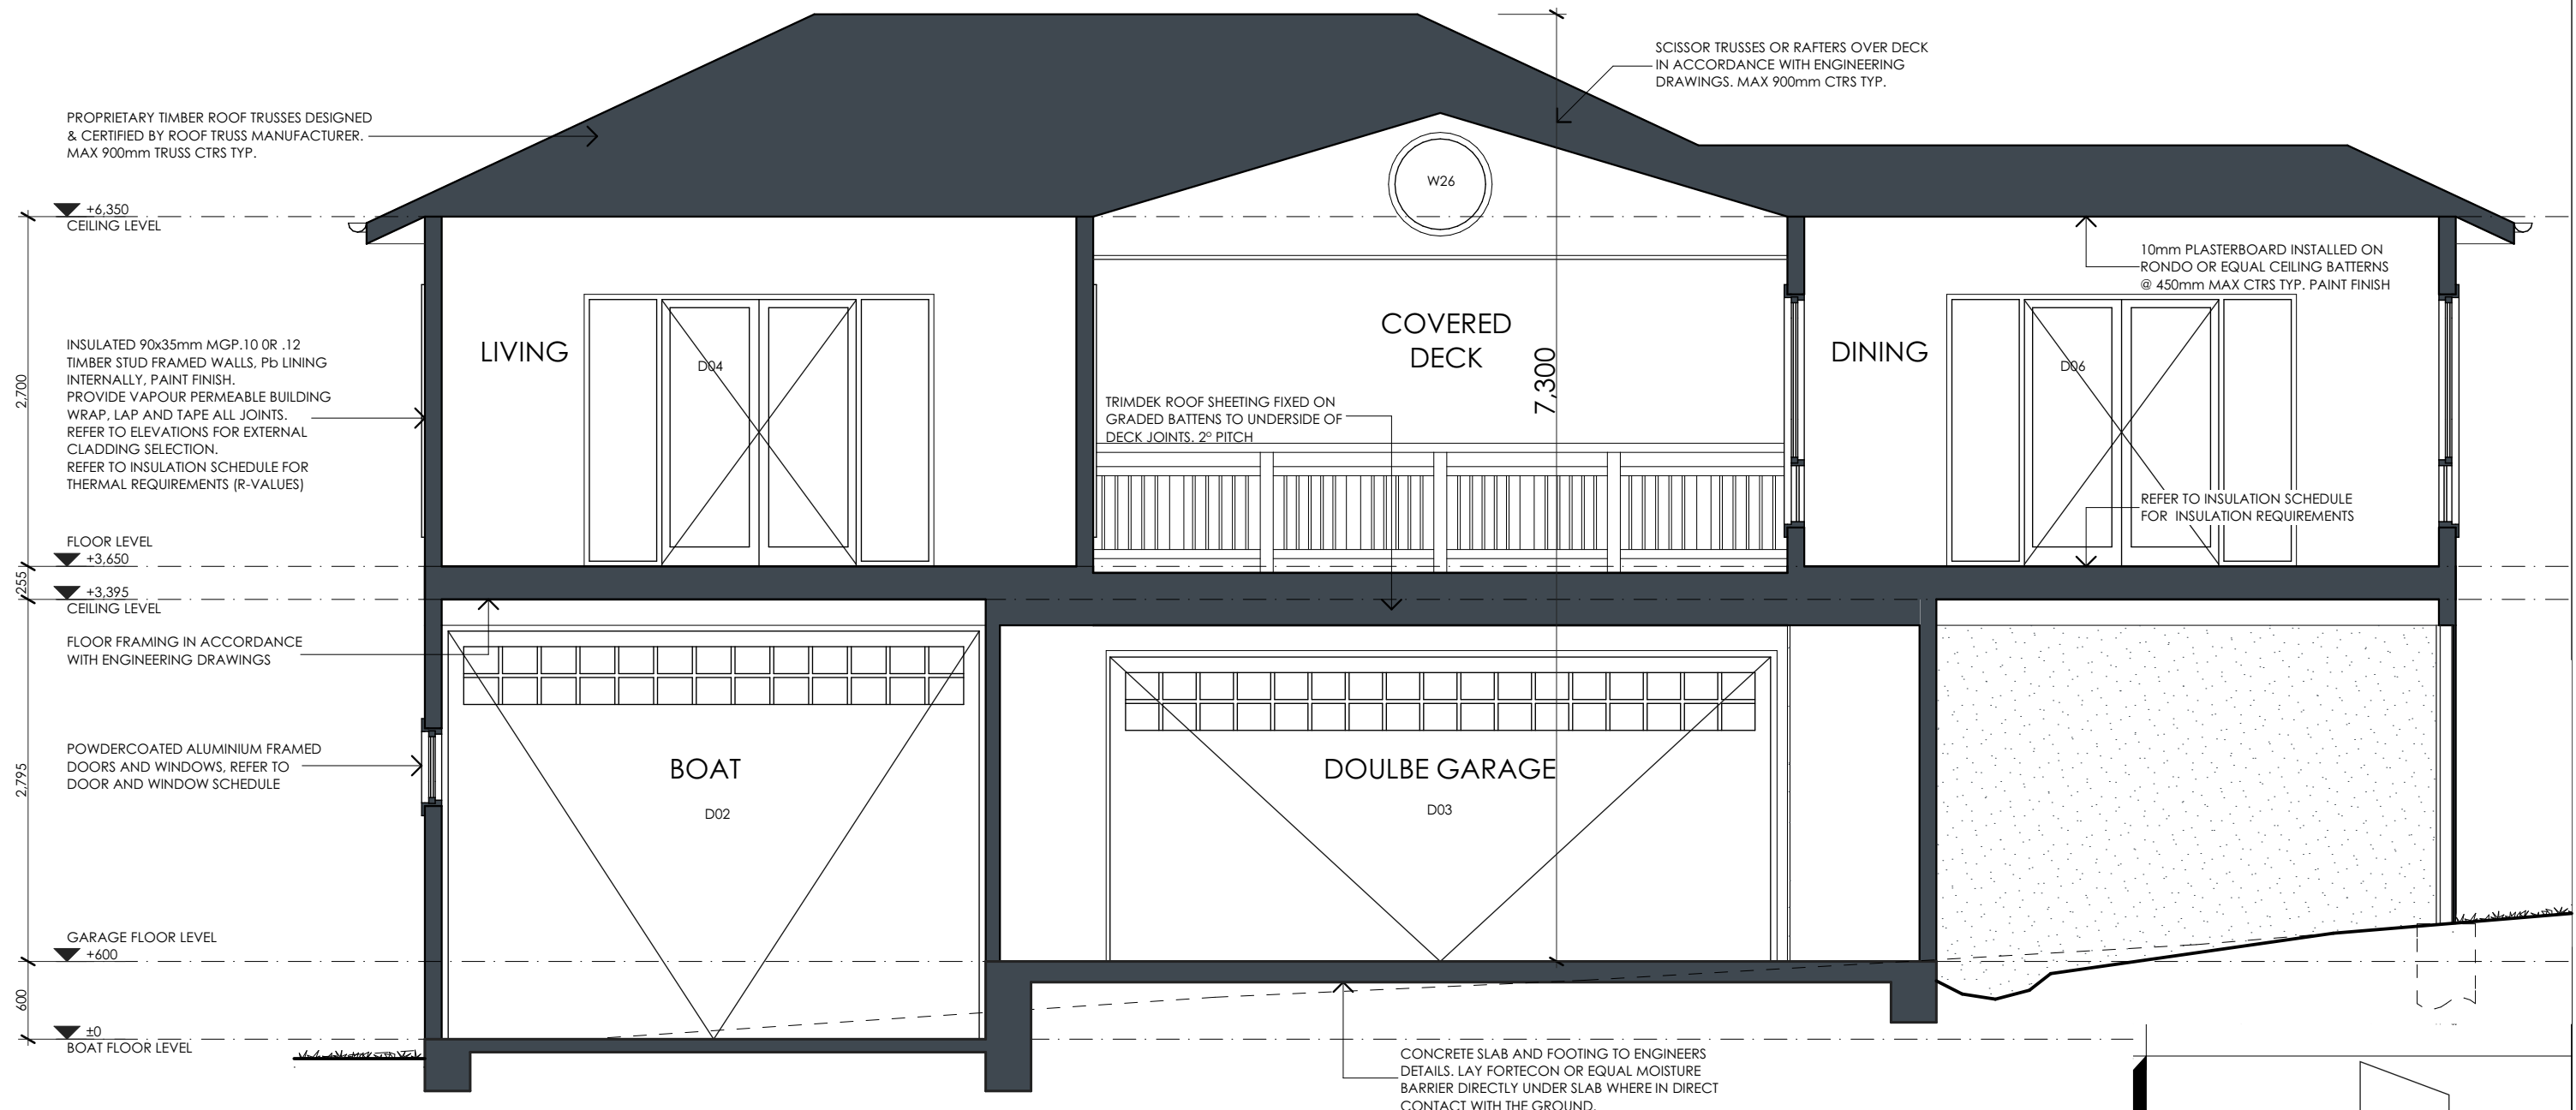 SCISSOR TRUSSES OR RAFTERS OVER DECK
IN ACCORDANCE WITH ENGINEERING
DRAWINGS. MAX 900mm CTRS TYP.
PROPRIETARY TIMBER ROOF TRUSSES DESIGNED
& CERTIFIED BY ROOF TRUSS MANUFACTURER.
MAX 900mm TRUSS CTRS TYP.
W26
+6,350
CEILING LEVEL
10mm PLASTERBOARD INSTALLED ON
RONDO OR EQUAL CEILING BATTERNS
@ 450mm MAX CTRS TYP. PAINT FINISH
INSULATED 90x35mm MGP.10 0R .12
TIMBER STUD FRAMED WALLS, Pb LINING
INTERNALLY, PAINT FINISH.
PROVIDE VAPOUR PERMEABLE BUILDING
WRAP, LAP AND TAPE ALL JOINTS.
REFER TO ELEVATIONS FOR EXTERNAL
CLADDING SELECTION.
REFER TO INSULATION SCHEDULE FOR
THERMAL REQUIREMENTS (R-VALUES)
2,700
LIVING
D04
COVERED
DECK
7,300
DINING
D06
TRIMDEK ROOF SHEETING FIXED ON
GRADED BATTENS TO UNDERSIDE OF
DECK JOINTS. 2° PITCH
REFER TO INSULATION SCHEDULE
FOR INSULATION REQUIREMENTS
FLOOR LEVEL
+3,650
255
+3,395
CEILING LEVEL
FLOOR FRAMING IN ACCORDANCE
WITH ENGINEERING DRAWINGS
POWDERCOATED ALUMINIUM FRAMED
DOORS AND WINDOWS, REFER TO
DOOR AND WINDOW SCHEDULE
2,795
BOAT
D02
DOULBE GARAGE
D03
GARAGE FLOOR LEVEL
+600
600
±0
BOAT FLOOR LEVEL
CONCRETE SLAB AND FOOTING TO ENGINEERS
DETAILS. LAY FORTECON OR EQUAL MOISTURE
BARRIER DIRECTLY UNDER SLAB WHERE IN DIRECT
CONTACT WITH THE GROUND.